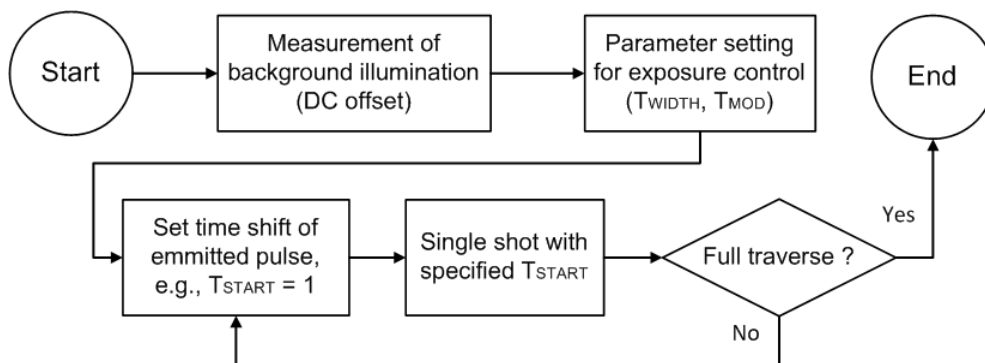 Start
Measurement of
background illumination
(DC offset)
Parameter setting
for exposure control
(TWIDTH, TMOD)
End
Set time shift of
emmitted pulse,
e.g., TSTART = 1
Single shot with
specified TSTART
Full traverse ?
Yes
No